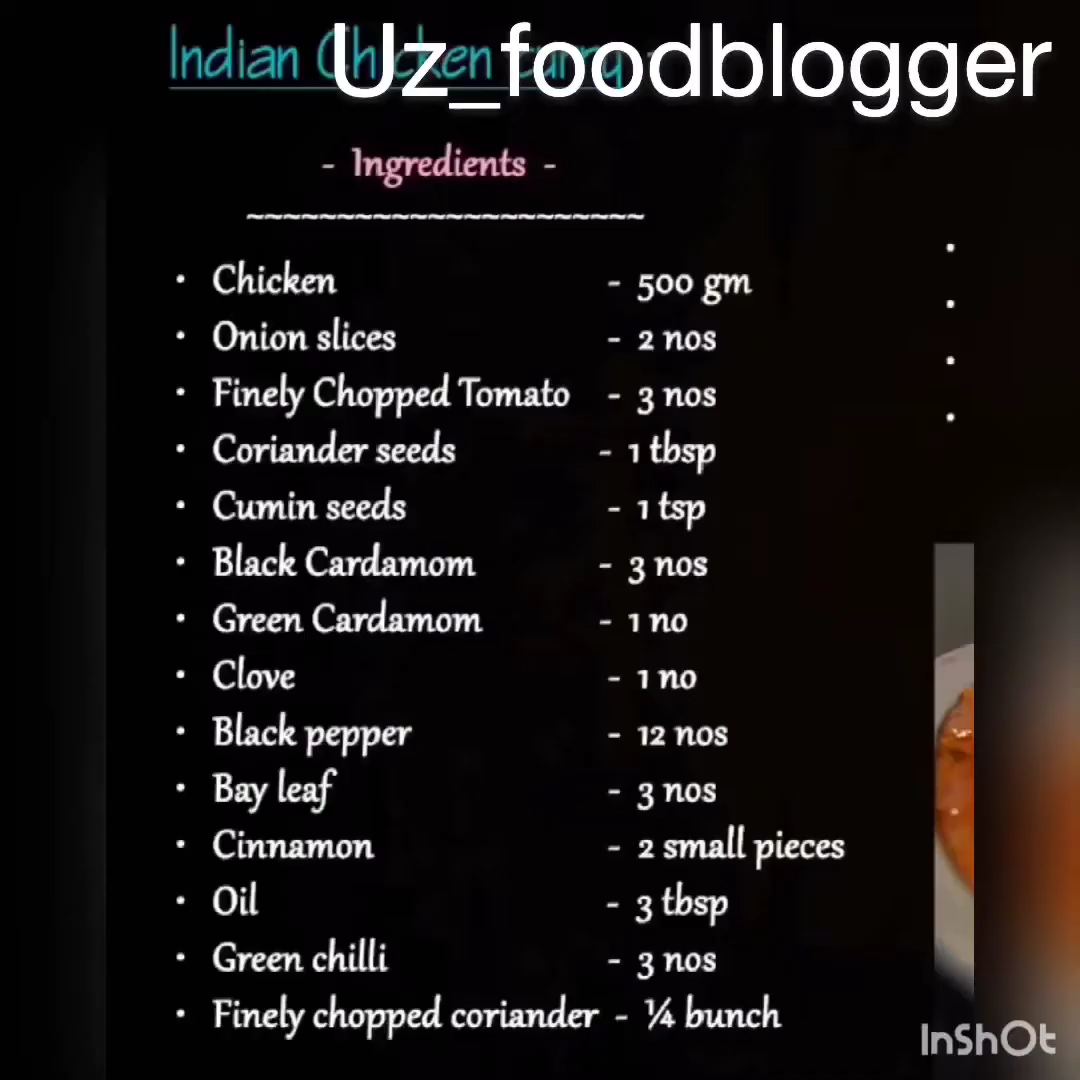 Indian Chicken curry -
Uz_foodblogger
- Ingredients -
~~~~~~~~~~~~~~~~~~~~~~
• Chicken - 500 gm
• Onion slices - 2 nos
• Finely Chopped Tomato - 3 nos
• Coriander seeds - 1 tbsp
• Cumin seeds - 1 tsp
• Black Cardamom - 3 nos
• Green Cardamom - 1 no
• Clove - 1 no
• Black pepper - 12 nos
• Bay leaf - 3 nos
• Cinnamon - 2 small pieces
• Oil - 3 tbsp
• Green chilli - 3 nos
• Finely chopped coriander - ¼ bunch
InShOt